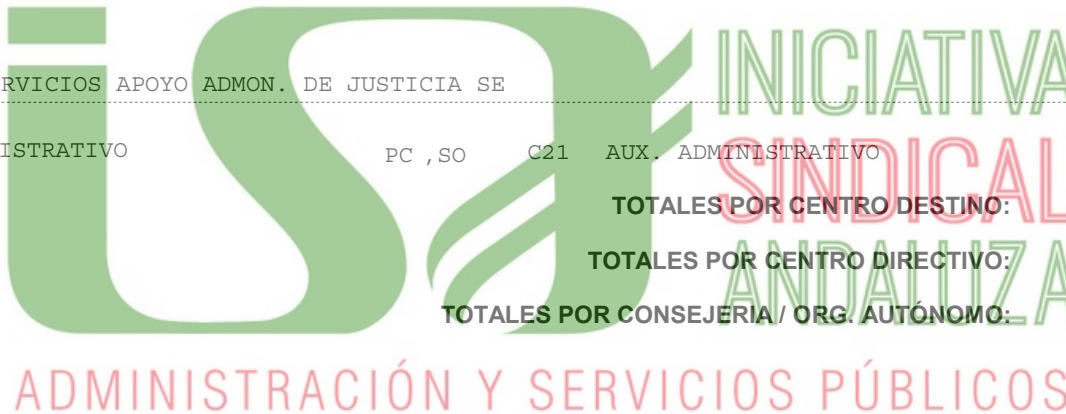 isa
INICIATIVA
RVICIOS APOYO ADMON. DE JUSTICIA SE
ISTRATIVO PC ,SO C21 AUX. ADMINISTRATIVO
SINDICAL
TOTALES POR CENTRO DESTINO:
TOTALES POR CENTRO DIRECTIVO:
ANDALUZA
TOTALES POR CONSEJERIA / ORG. AUTÓNOMO:
ADMINISTRACIÓN Y SERVICIOS PÚBLICOS